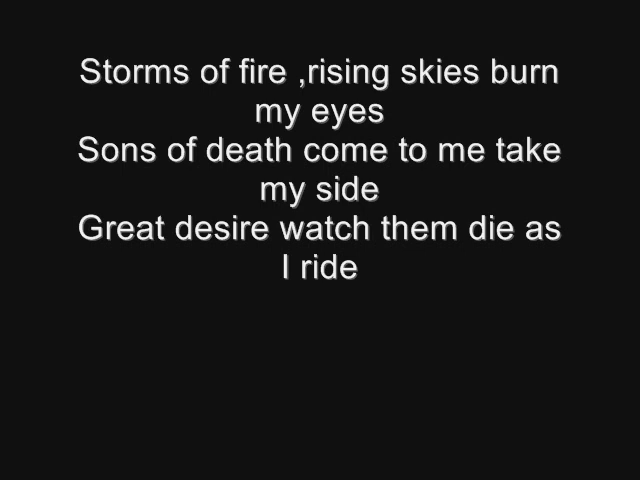 Storms of fire ,rising skies burn
my eyes
Sons of death come to me take
my side
Great desire watch them die as
I ride